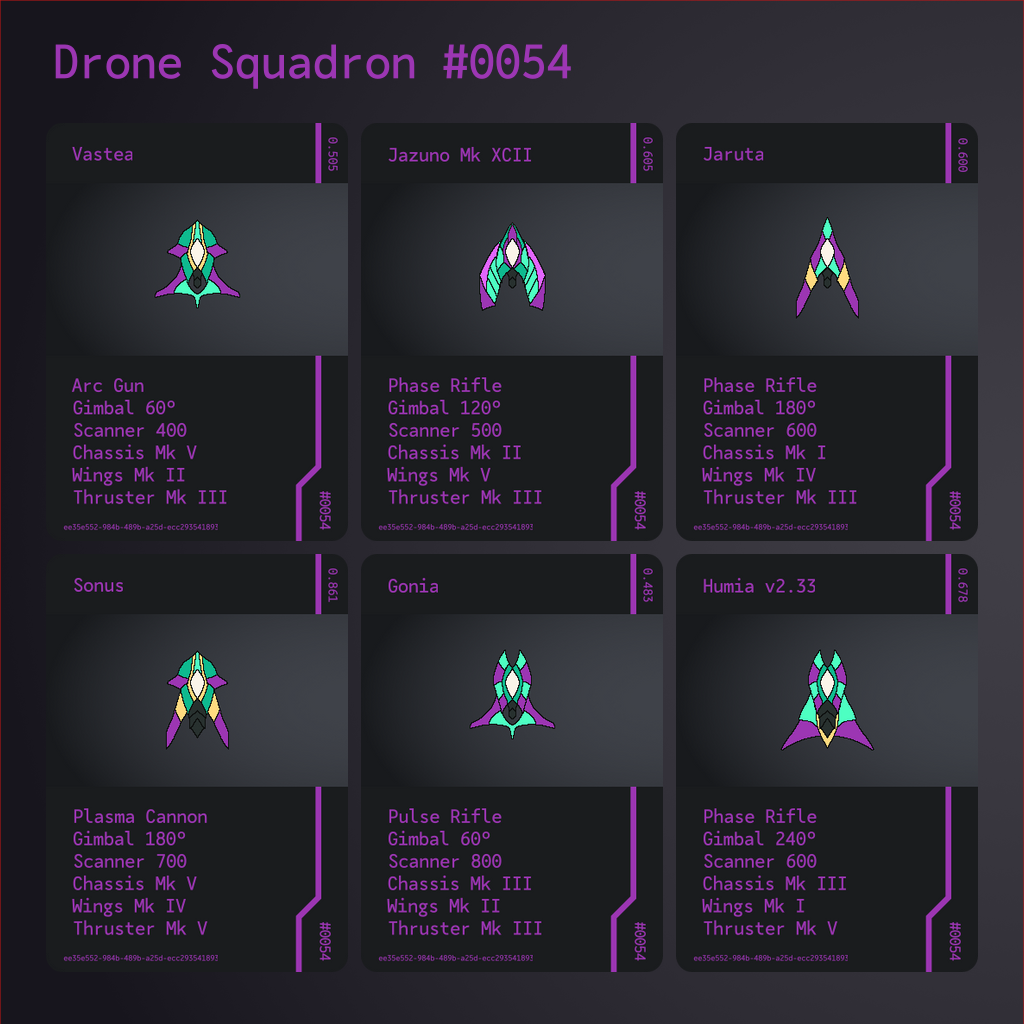 Drone Squadron #0054
Vastea
0.505
Arc Gun
Gimbal 60º
Scanner 400
Chassis Mk V
Wings Mk II
Thruster Mk III
#0054
ee35e552-984b-489b-a25d-ecc293541893
Jazuno Mk XCII
0.605
Phase Rifle
Gimbal 120º
Scanner 500
Chassis Mk II
Wings Mk V
Thruster Mk III
#0054
ee35e552-984b-489b-a25d-ecc293541893
Jaruta
0.600
Phase Rifle
Gimbal 180º
Scanner 600
Chassis Mk I
Wings Mk IV
Thruster Mk III
#0054
ee35e552-984b-489b-a25d-ecc293541893
Sonus
0.861
Plasma Cannon
Gimbal 180º
Scanner 700
Chassis Mk V
Wings Mk IV
Thruster Mk V
#0054
ee35e552-984b-489b-a25d-ecc293541893
Gonia
0.483
Pulse Rifle
Gimbal 60º
Scanner 800
Chassis Mk III
Wings Mk II
Thruster Mk III
#0054
ee35e552-984b-489b-a25d-ecc293541893
Humia v2.33
0.678
Phase Rifle
Gimbal 240º
Scanner 600
Chassis Mk III
Wings Mk I
Thruster Mk V
#0054
ee35e552-984b-489b-a25d-ecc293541893